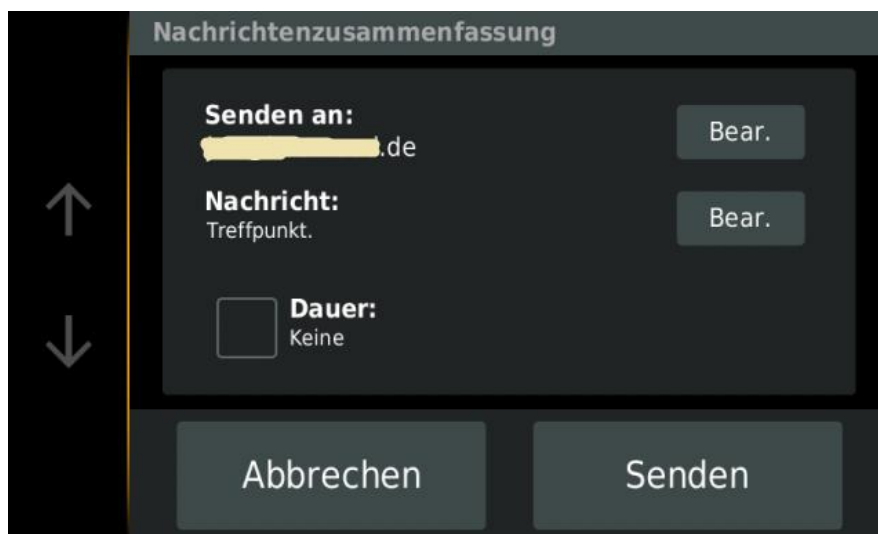 Nachrichtenzusammenfassung
Senden an:
.de
Bear.
Nachricht:
Treffpunkt.
Bear.
Dauer:
Keine
Abbrechen
Senden